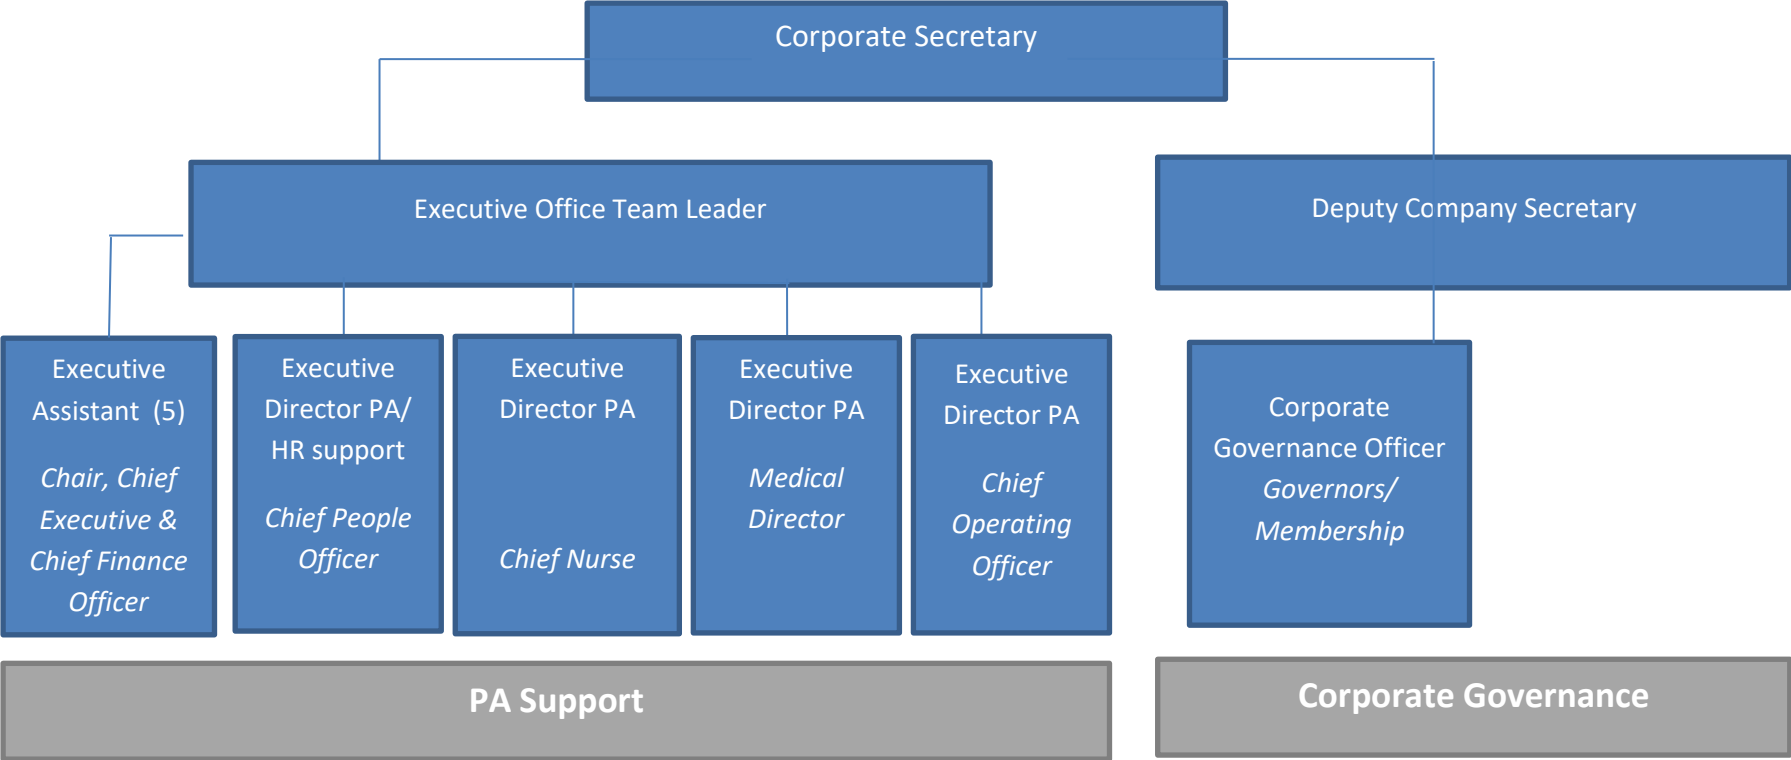 Corporate Secretary
Executive Office Team Leader
Deputy Company Secretary
Executive
Assistant  (5)
Chair, Chief
Executive &
Chief Finance
Officer
Executive
Director PA/
HR support
Chief People
Officer
Executive
Director PA
Chief Nurse
Executive
Director PA
Medical
Director
Executive
Director PA
Chief
Operating
Officer
Corporate
Governance Officer
Governors/
Membership
PA Support
Corporate Governance